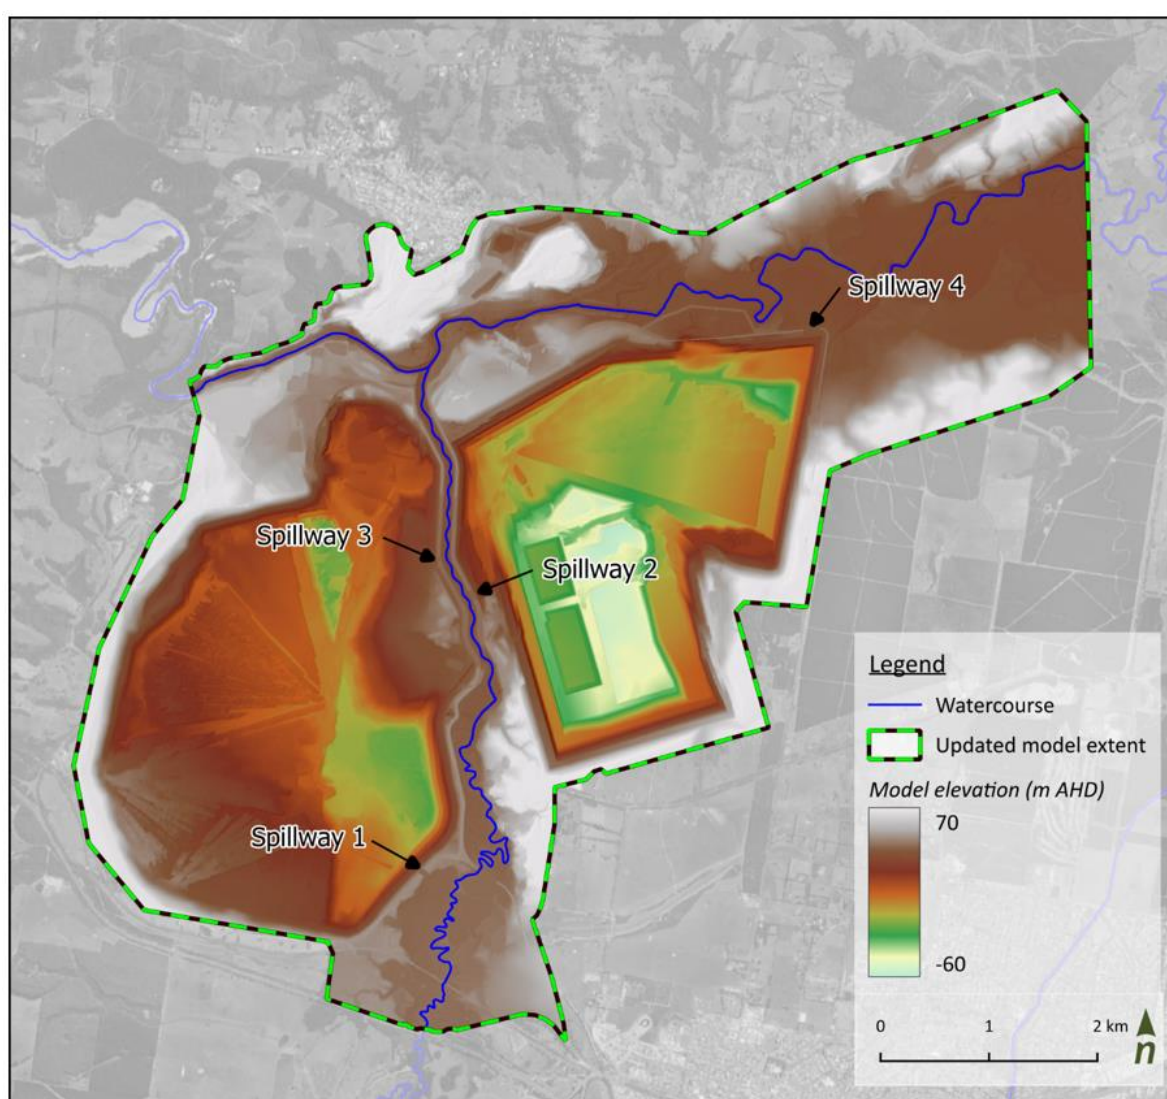 Spillway 4
Spillway 3
Spillway 2
Spillway 1
Legend
Watercourse
Updated model extent
Model elevation (m AHD)
70
-60
0 1 2 km
n